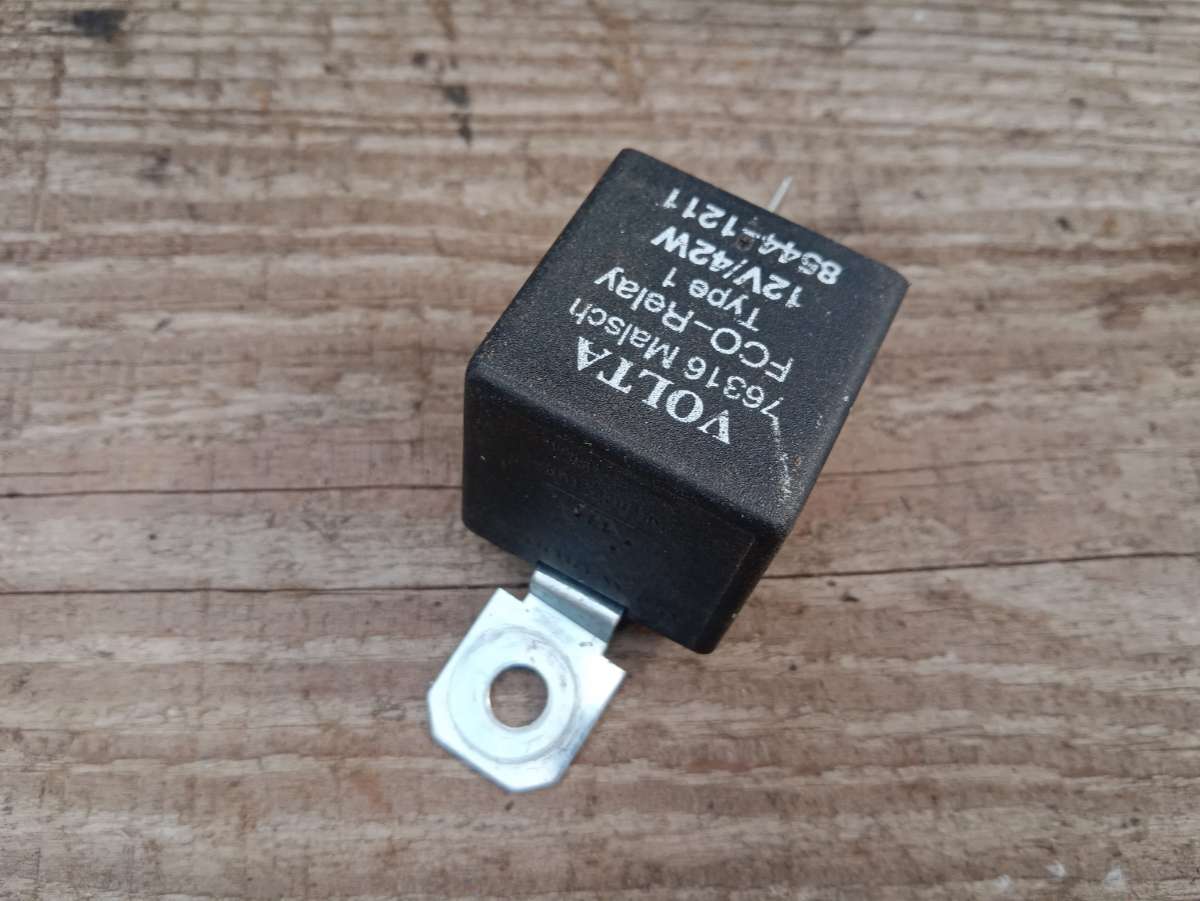 VOLTA
76316 Malsch
FCO-Relay
Type 1
12V/42W
8544-1211